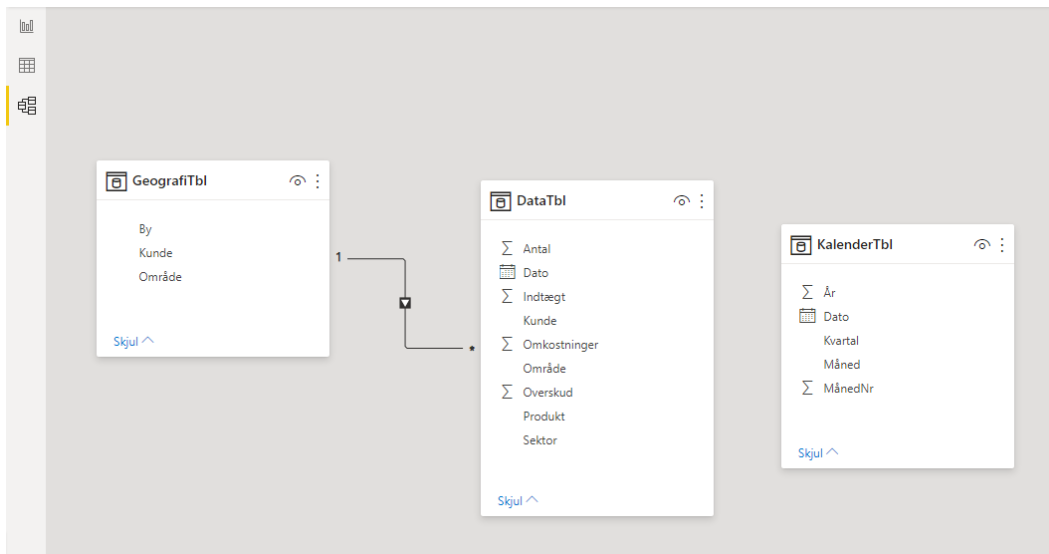 GeografiTbl
By
Kunde
Område
Skjul
1
*
DataTbl
Σ Antal
Dato
Σ Indtægt
Kunde
Σ Omkostninger
Område
Σ Overskud
Produkt
Sektor
Skjul
KalenderTbl
Σ År
Dato
Kvartal
Måned
Σ MånedNr
Skjul